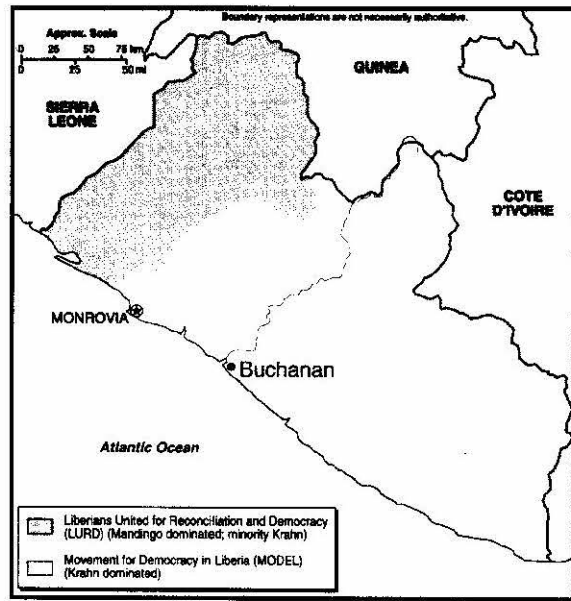 Boundary representations are not necessarily authoritative.
Approx. Scale
0 25 50 75 km
0 25 50 mi
GUINEA
SIERRA
LEONE
COTE
D'IVOIRE
MONROVIA
Buchanan
Atlantic Ocean
Liberians United for Reconciliation and Democracy
(LURD) (Mandingo dominated; minority Krahn)
Movement for Democracy in Liberia (MODEL)
(Krahn dominated)